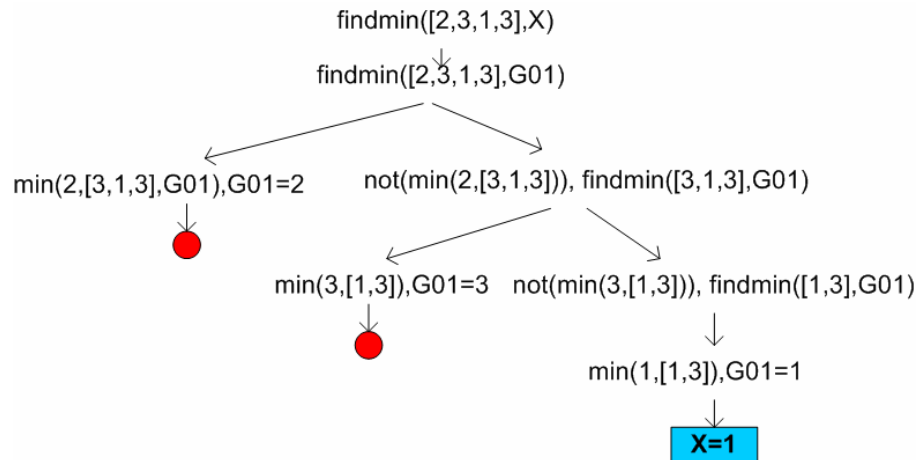 findmin([2,3,1,3],X)
findmin([2,3,1,3],G01)
min(2,[3,1,3],G01),G01=2
not(min(2,[3,1,3])), findmin([3,1,3],G01)
min(3,[1,3]),G01=3
not(min(3,[1,3])), findmin([1,3],G01)
min(1,[1,3]),G01=1
X=1